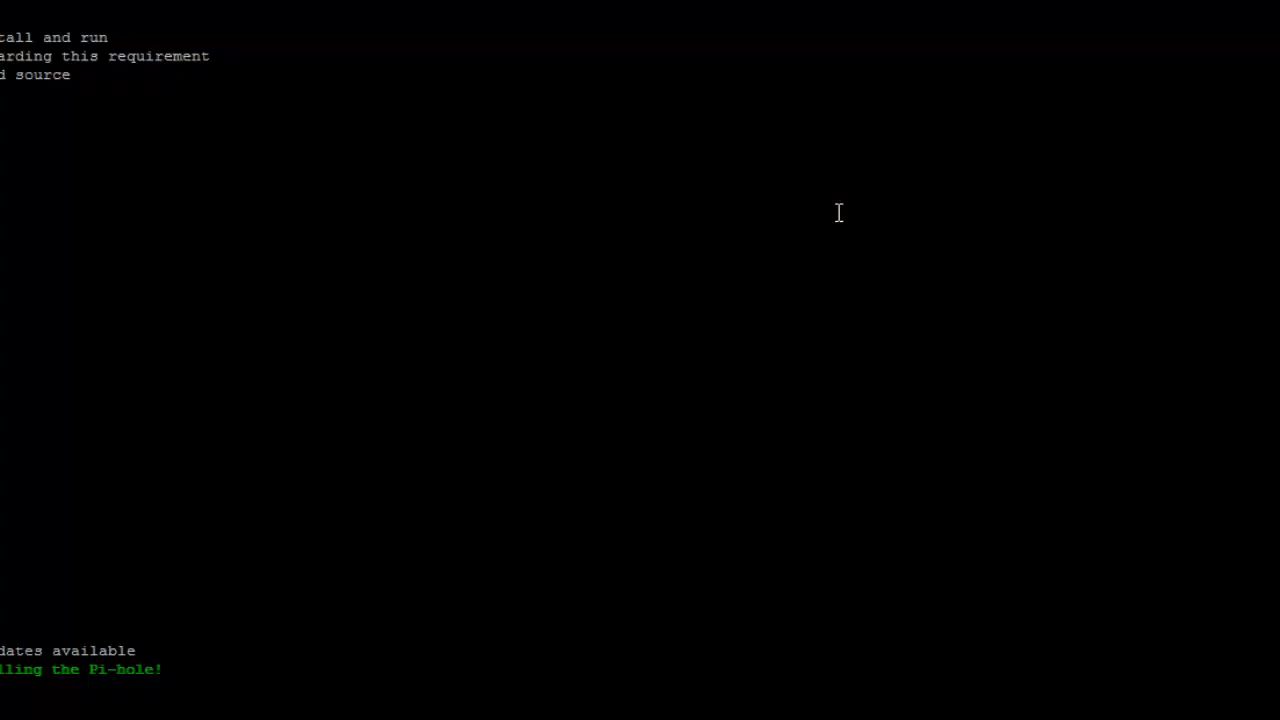 tall and run
arding this requirement
d source
dates available
lling the Pi-hole!